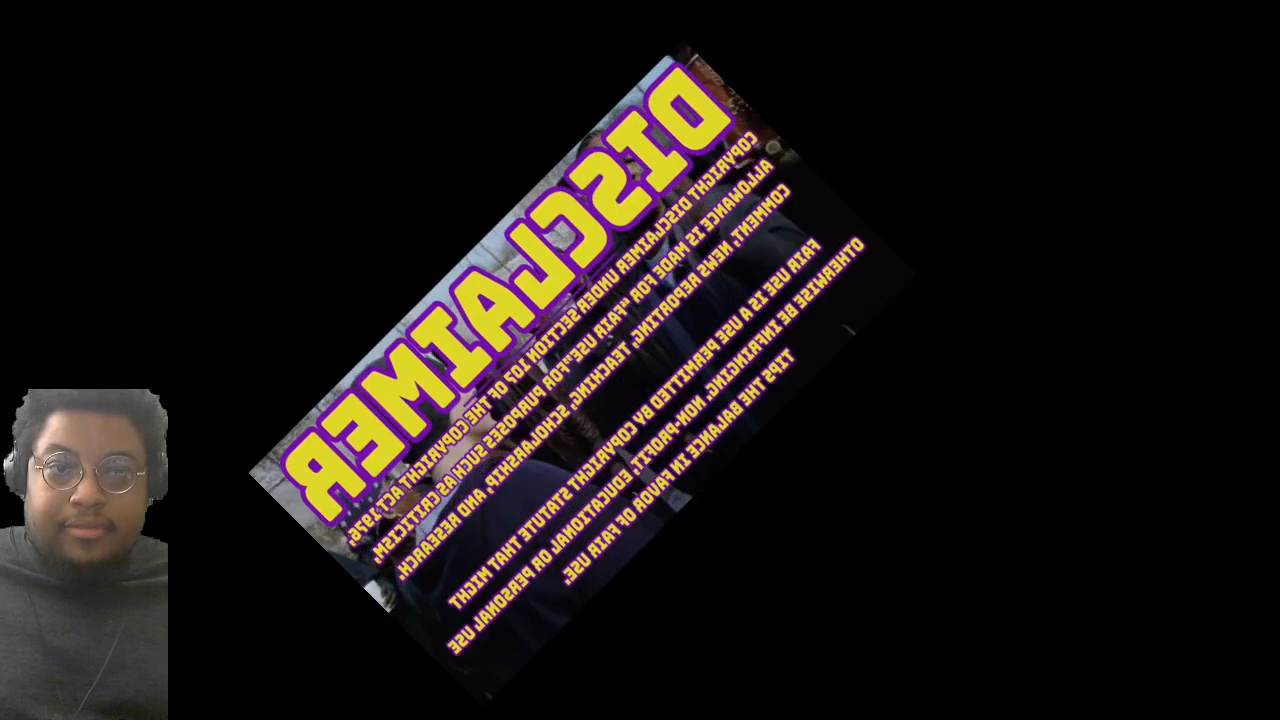 DISCLAIMER
COPYRIGHT DISCLAIMER UNDER SECTION 107 OF THE COPYRIGHT ACT 1976,
ALLOWANCE IS MADE FOR "FAIR USE" FOR PURPOSES SUCH AS CRITICISM,
COMMENT, NEWS REPORTING, TEACHING, SCHOLARSHIP, AND RESEARCH.
FAIR USE IS A USE PERMITTED BY COPYRIGHT STATUTE THAT MIGHT
OTHERWISE BE INFRINGING. NON-PROFIT, EDUCATIONAL OR PERSONAL USE
TIPS THE BALANCE IN FAVOR OF FAIR USE.